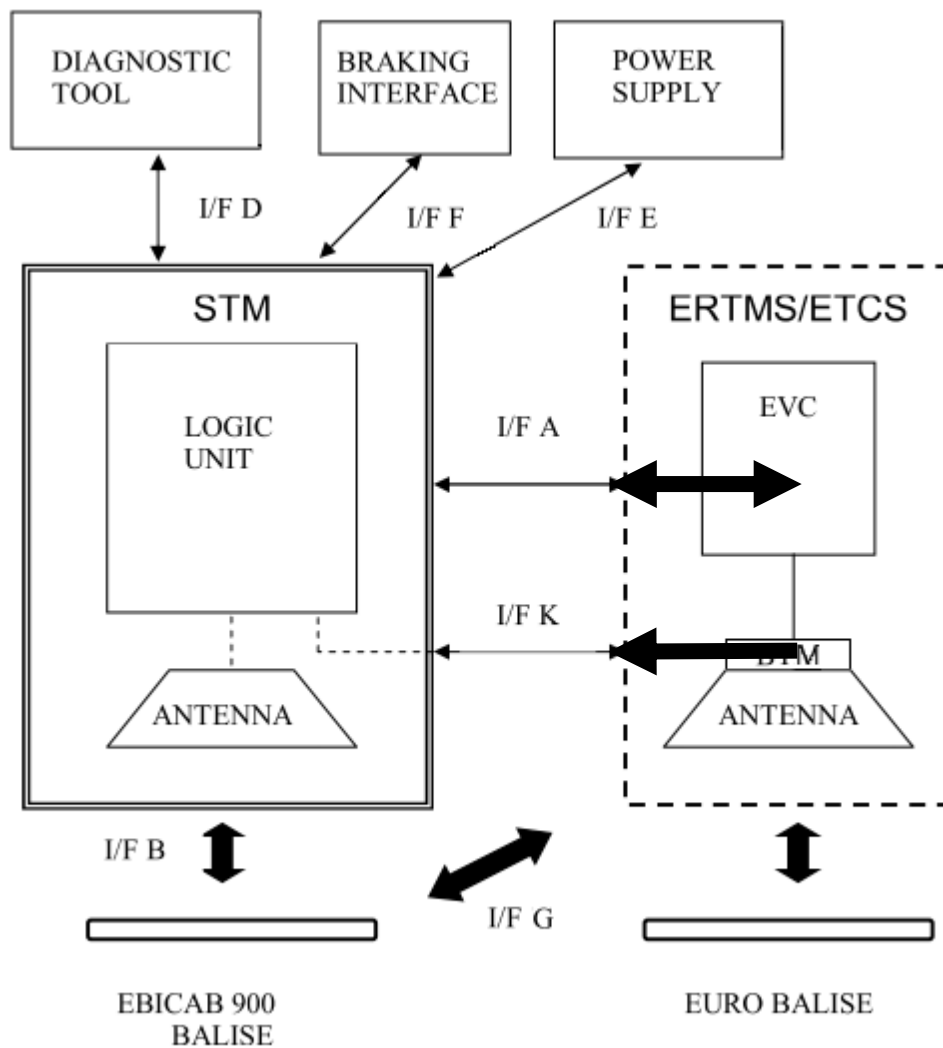 DIAGNOSTIC
TOOL
BRAKING
INTERFACE
POWER
SUPPLY
I/F D
I/F F
I/F E
STM
ERTMS/ETCS
LOGIC
UNIT
EVC
I/F A
I/F K
BTM
ANTENNA
ANTENNA
I/F B
I/F G
EBICAB 900
BALISE
EURO BALISE